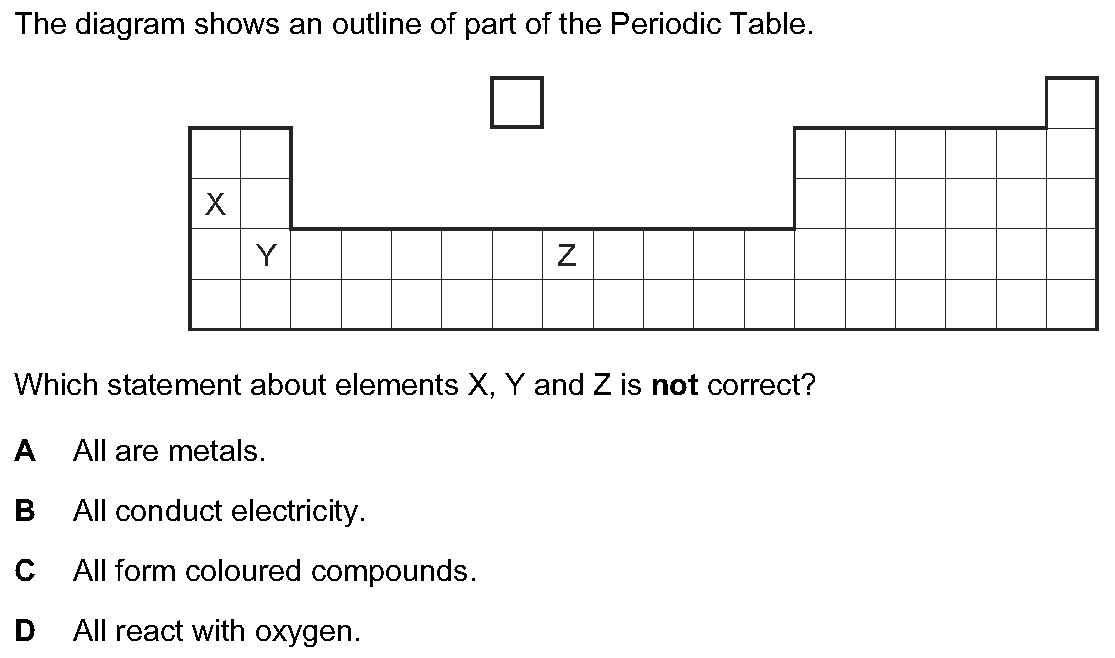 The diagram shows an outline of part of the Periodic Table.
X
Y
Z
Which statement about elements X, Y and Z is not correct?
A All are metals.
B All conduct electricity.
C All form coloured compounds.
D All react with oxygen.